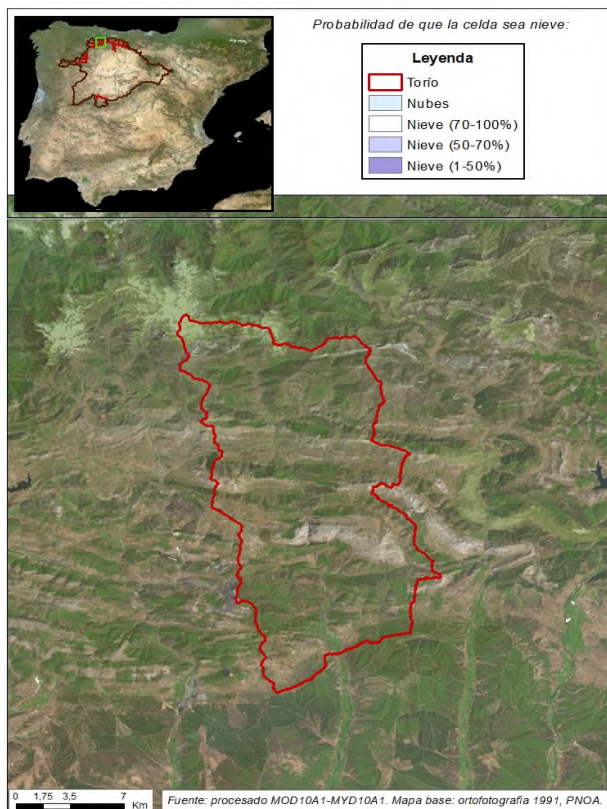 Probabilidad de que la celda sea nieve:
Leyenda
Torío
Nubes
Nieve (70-100%)
Nieve (50-70%)
Nieve (1-50%)
0 1,75 3,5 7
Km
Fuente: procesado MOD10A1-MYD10A1. Mapa base: ortofotografia 1991, PNOA